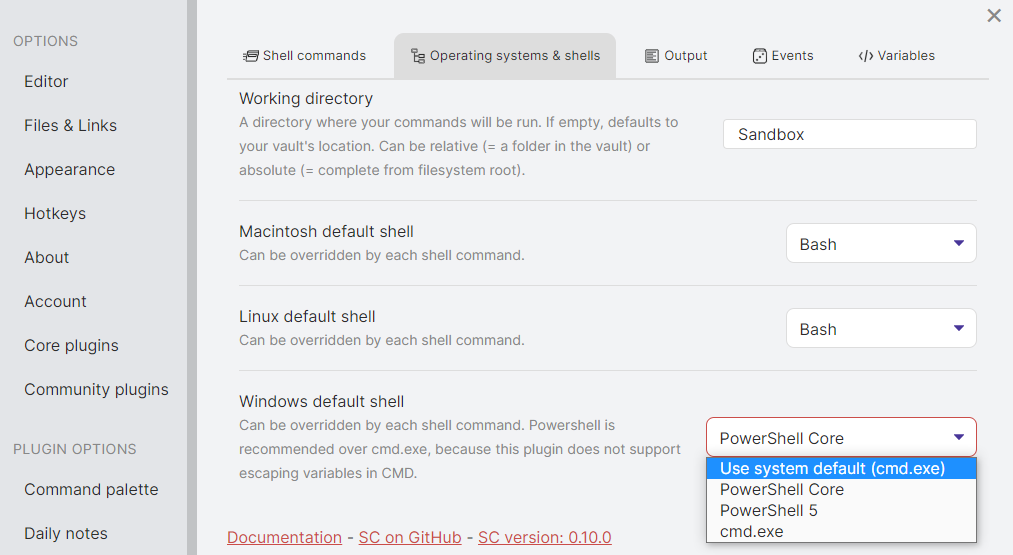 OPTIONS
Editor
Files & Links
Appearance
Hotkeys
About
Account
Core plugins
Community plugins
PLUGIN OPTIONS
Command palette
Daily notes
Shell commands
Operating systems & shells
Output
Events
Variables
Working directory
A directory where your commands will be run. If empty, defaults to
your vault's location. Can be relative (= a folder in the vault) or
absolute (= complete from filesystem root).
Sandbox
Macintosh default shell
Can be overridden by each shell command.
Bash
Linux default shell
Can be overridden by each shell command.
Bash
Windows default shell
Can be overridden by each shell command. Powershell is
recommended over cmd.exe, because this plugin does not support
escaping variables in CMD.
PowerShell Core
Use system default (cmd.exe)
PowerShell Core
PowerShell 5
cmd.exe
Documentation - SC on GitHub - SC version: 0.10.0